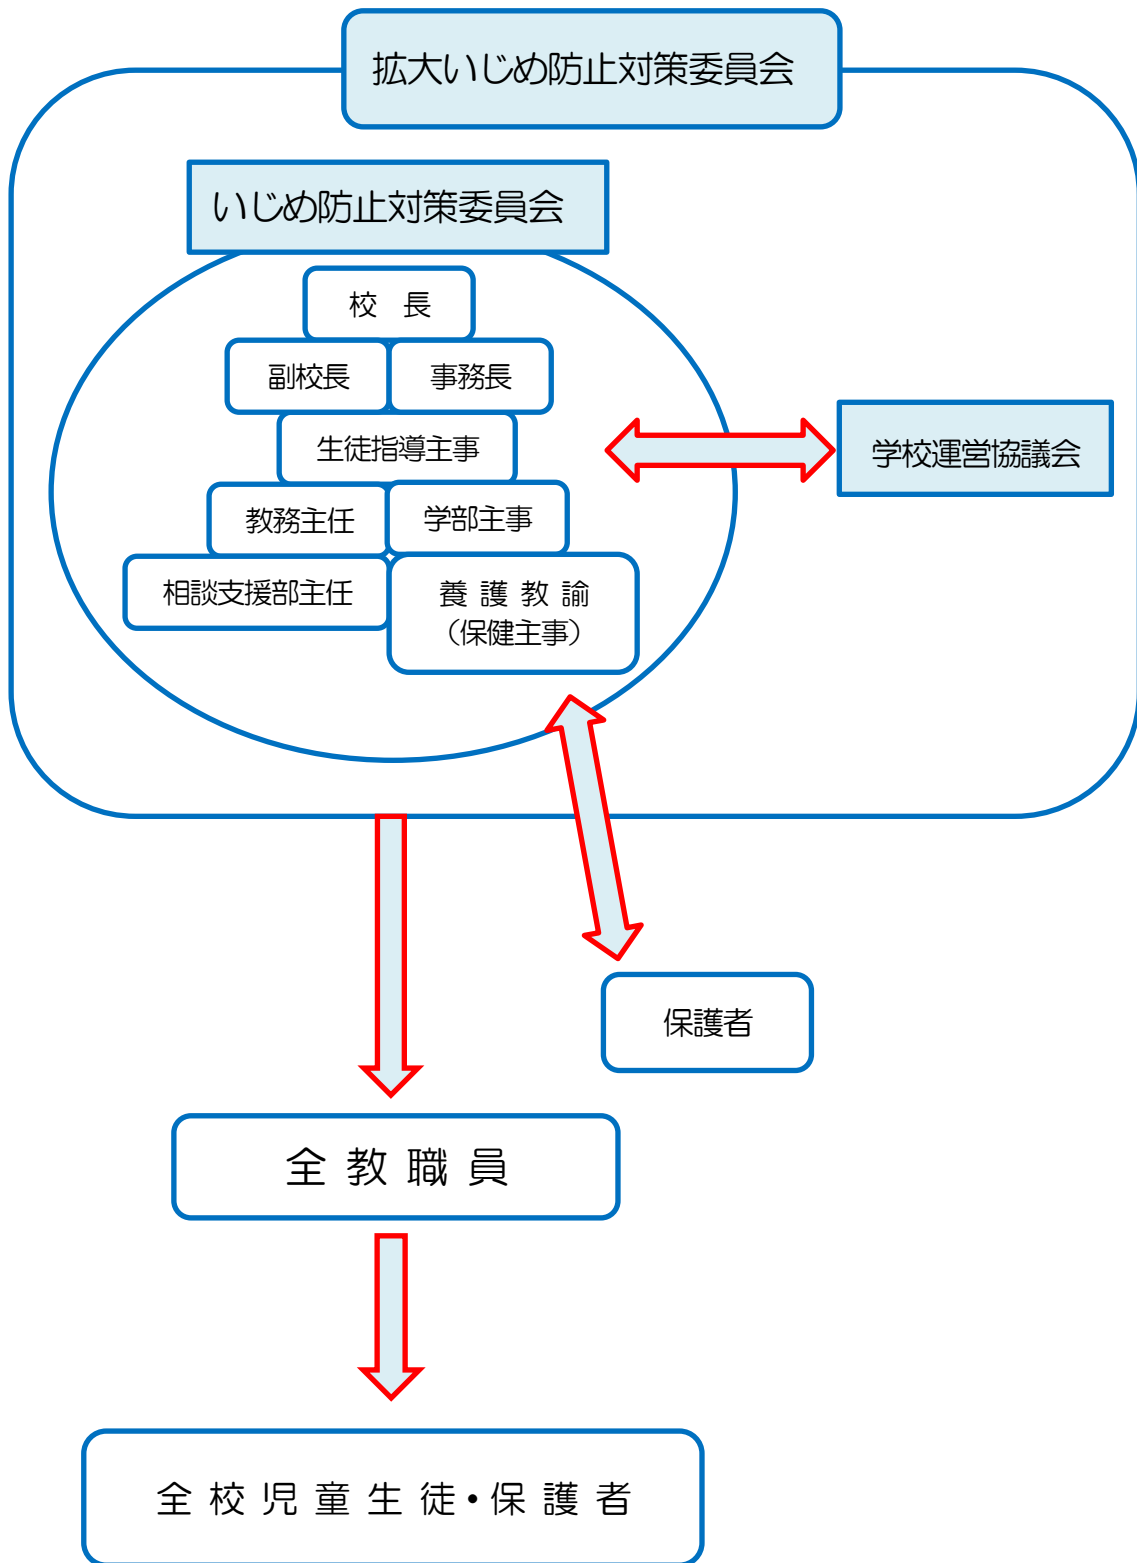 拡大いじめ防止対策委員会
いじめ防止対策委員会
校　長
副校長
事務長
生徒指導主事
学校運営協議会
教務主任
学部主事
相談支援部主任
養 護 教 諭
（保健主事）
保護者
全 教 職 員
全 校 児 童 生 徒・保 護 者